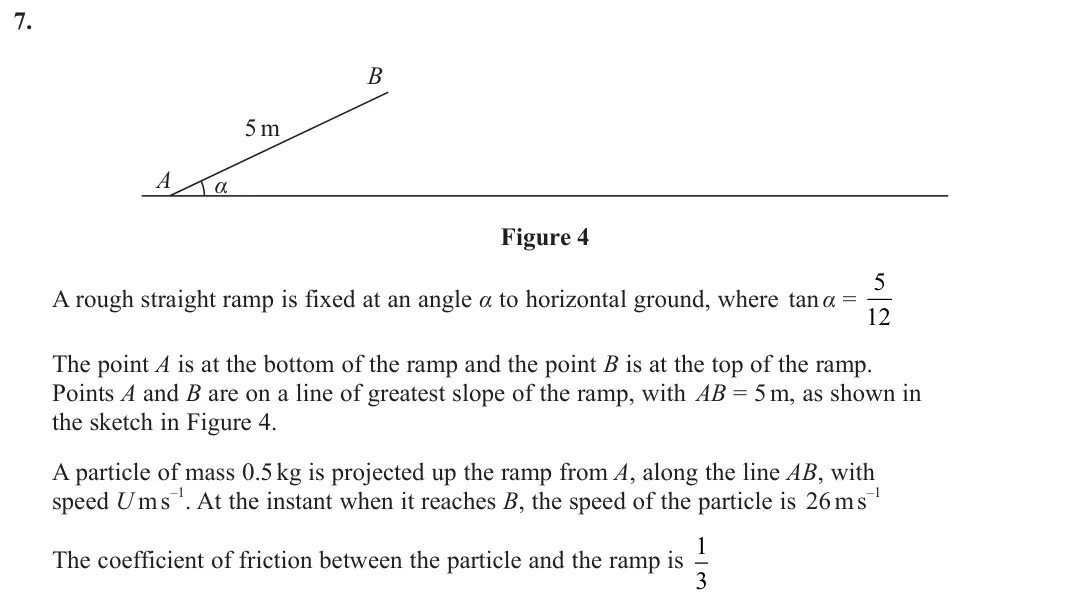 7.
B
5 m
A
α
Figure 4
A rough straight ramp is fixed at an angle α to horizontal ground, where tan α = 5/12
The point A is at the bottom of the ramp and the point B is at the top of the ramp.
Points A and B are on a line of greatest slope of the ramp, with AB = 5 m, as shown in
the sketch in Figure 4.
A particle of mass 0.5 kg is projected up the ramp from A, along the line AB, with
speed U m s⁻¹. At the instant when it reaches B, the speed of the particle is 26 m s⁻¹
The coefficient of friction between the particle and the ramp is 1/3